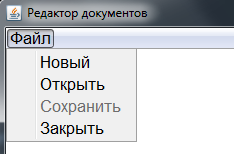 Редактор документов
Файл
Новый
Открыть
Сохранить
Закрыть